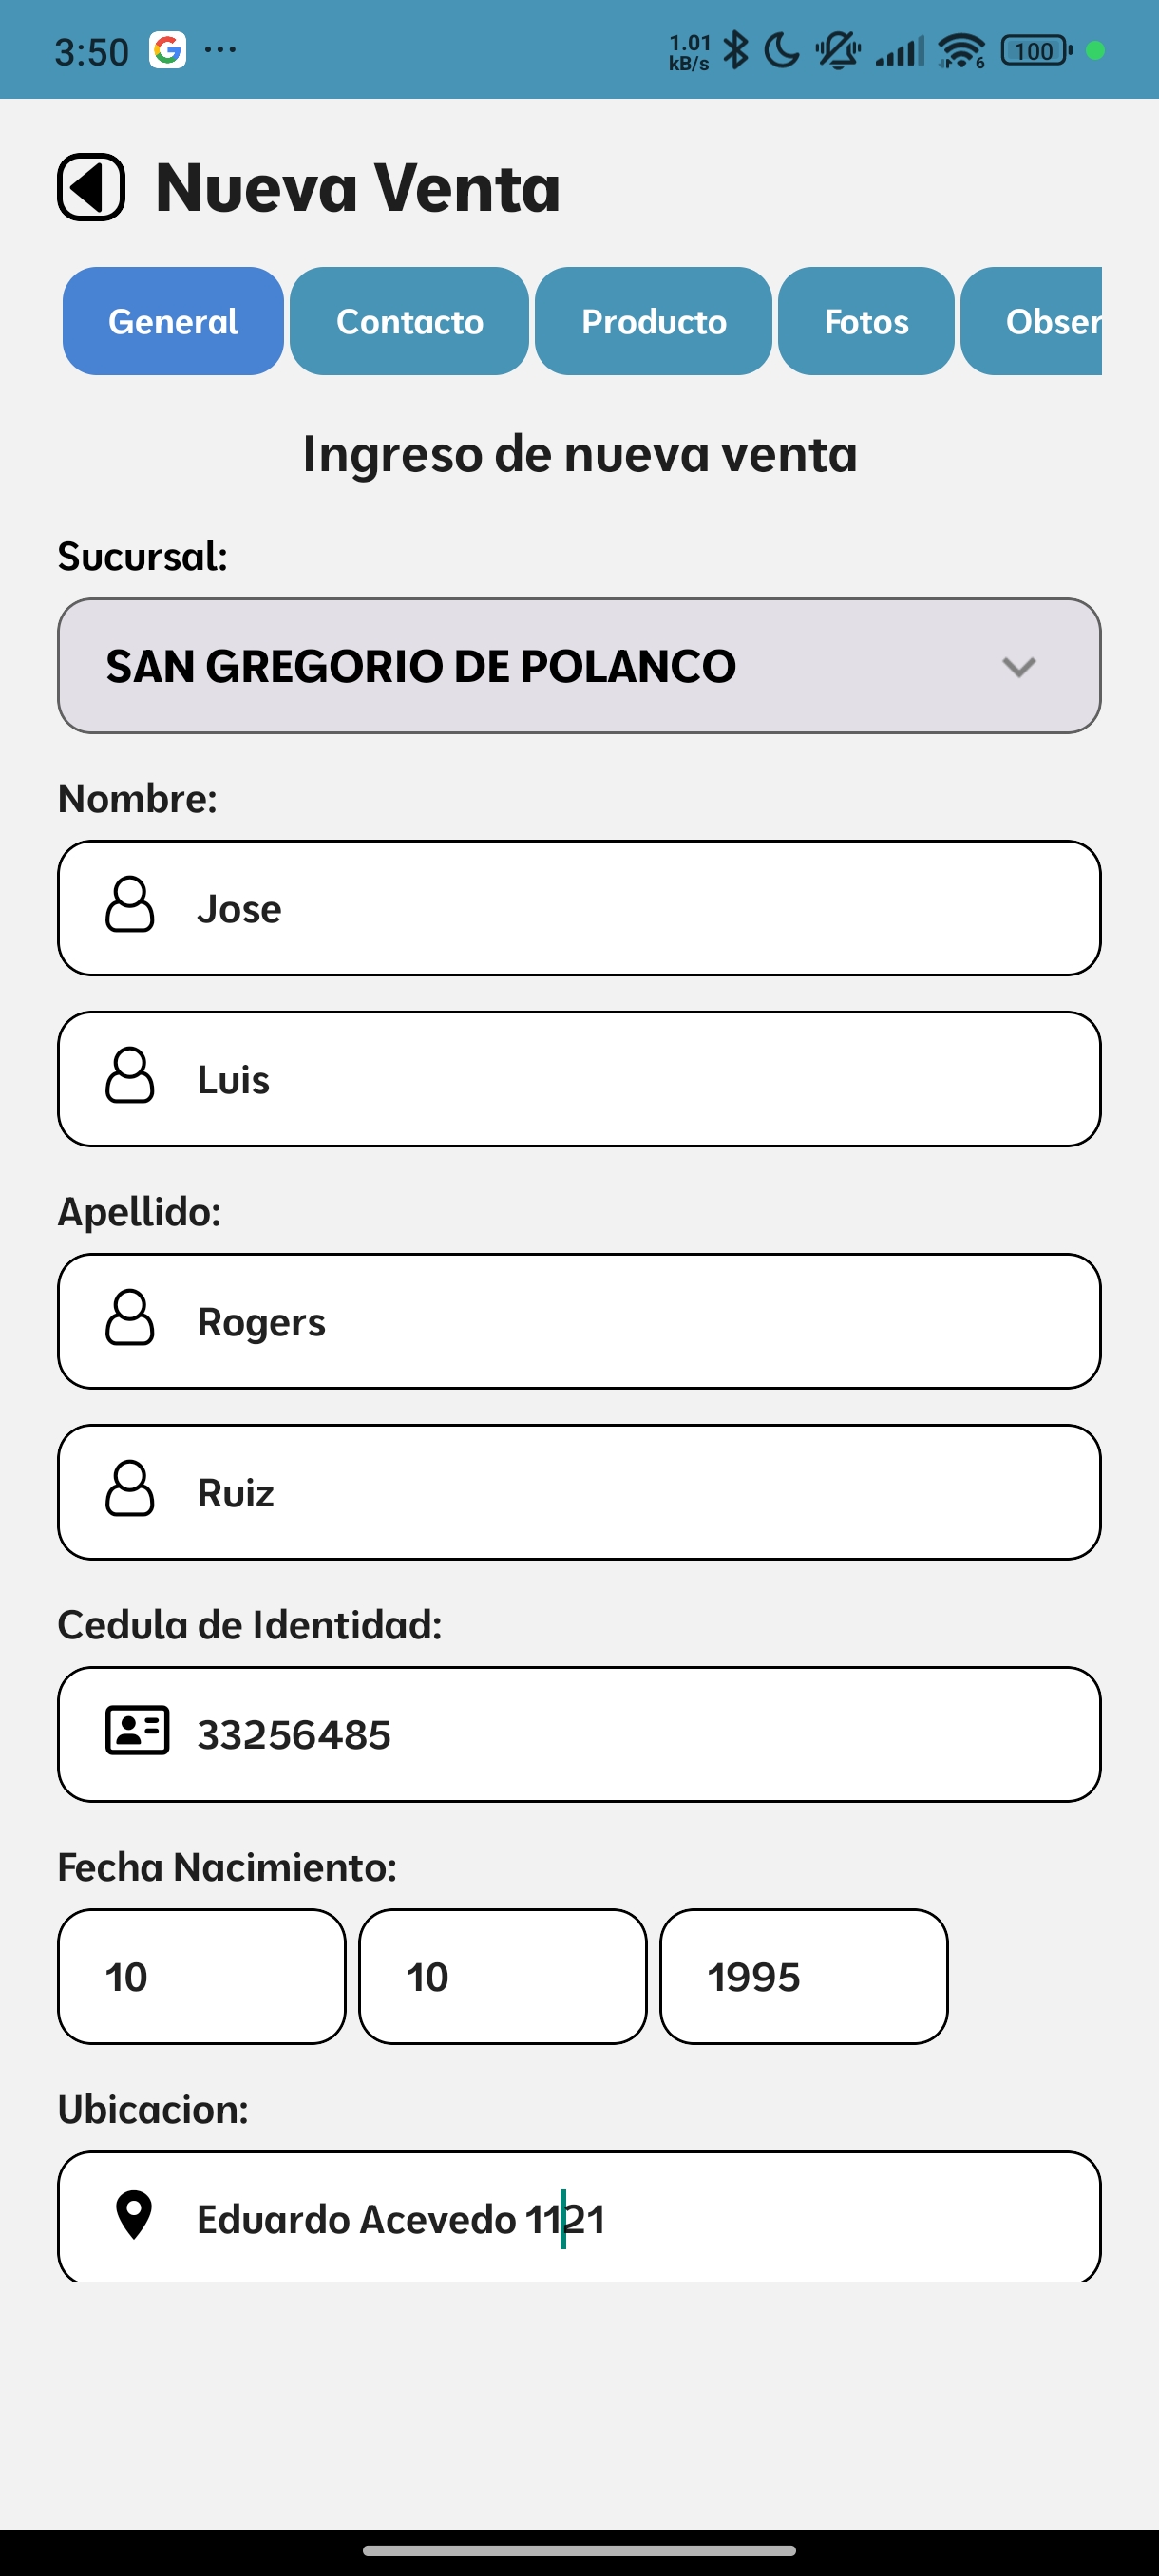 3:50
1.01
kB/s
6
100
Nueva Venta
General
Contacto
Producto
Fotos
Obser
Ingreso de nueva venta
Sucursal:
SAN GREGORIO DE POLANCO
Nombre:
Jose
Luis
Apellido:
Rogers
Ruiz
Cedula de Identidad:
33256485
Fecha Nacimiento:
10 10 1995
Ubicacion:
Eduardo Acevedo 1121